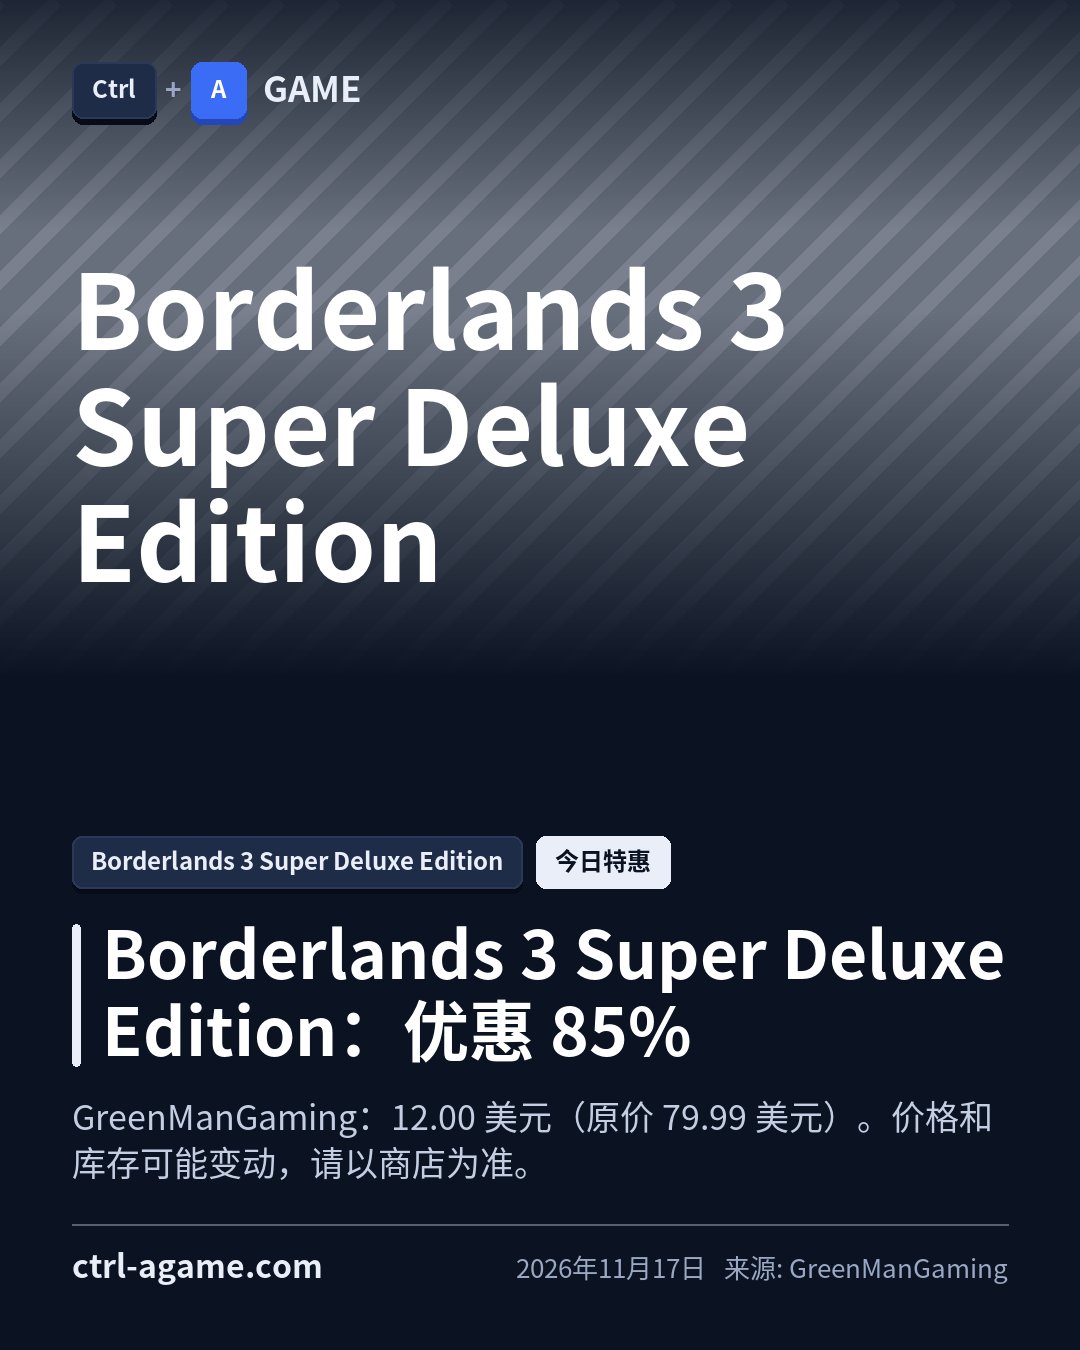 Ctrl + A GAME
Borderlands 3
Super Deluxe
Edition
Borderlands 3 Super Deluxe Edition 今日特惠
Borderlands 3 Super Deluxe
Edition：优惠 85%
GreenManGaming：12.00 美元（原价 79.99 美元）。价格和
库存可能变动，请以商店为准。
ctrl-agame.com 2026年11月17日 来源: GreenManGaming